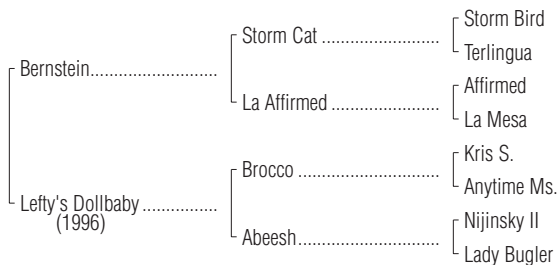 Storm Bird
Storm Cat ..........................
Terlingua
Bernstein............................
Affirmed
La Affirmed ........................
La Mesa
Kris S.
Brocco ................................
Anytime Ms.
Lefty's Dollbaby ................
(1996)
Nijinsky II
Abeesh...............................
Lady Bugler